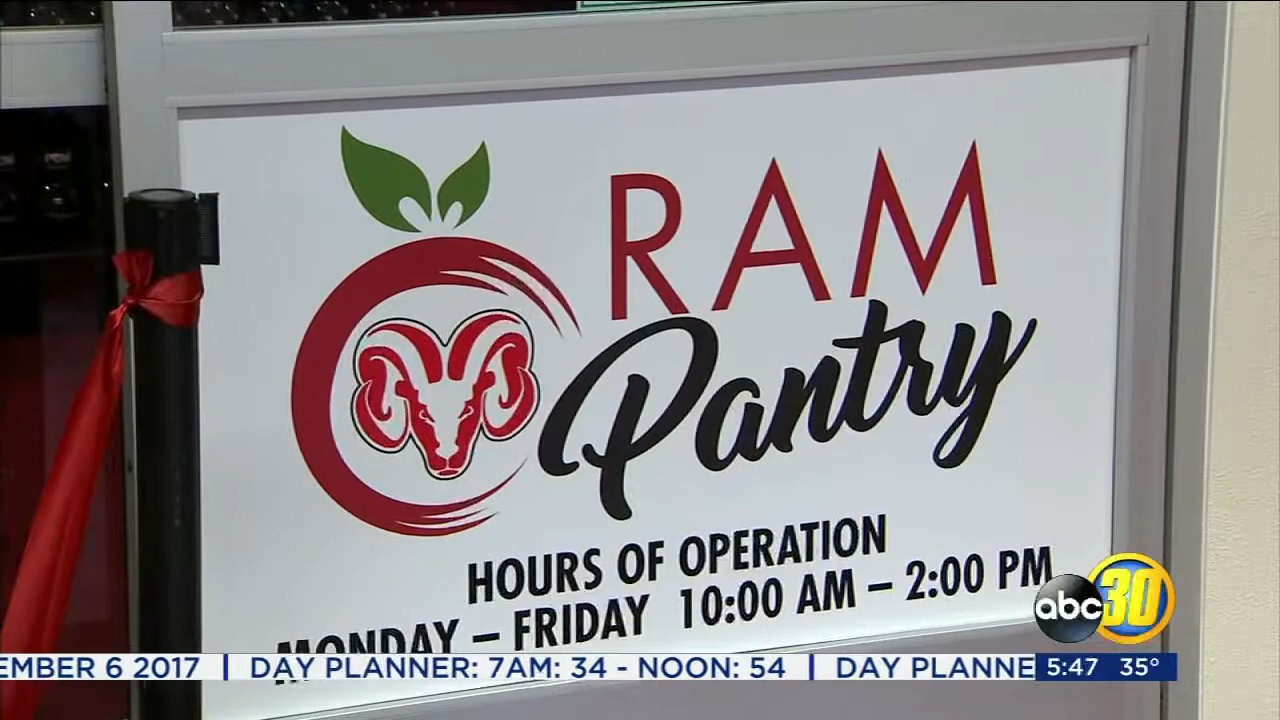 RAM
Pantry
HOURS OF OPERATION
MONDAY – FRIDAY 10:00 AM – 2:00 PM
abc 30
EMBER 6 2017 | DAY PLANNER: 7AM: 34 - NOON: 54 | DAY PLANNE
5:47 35°